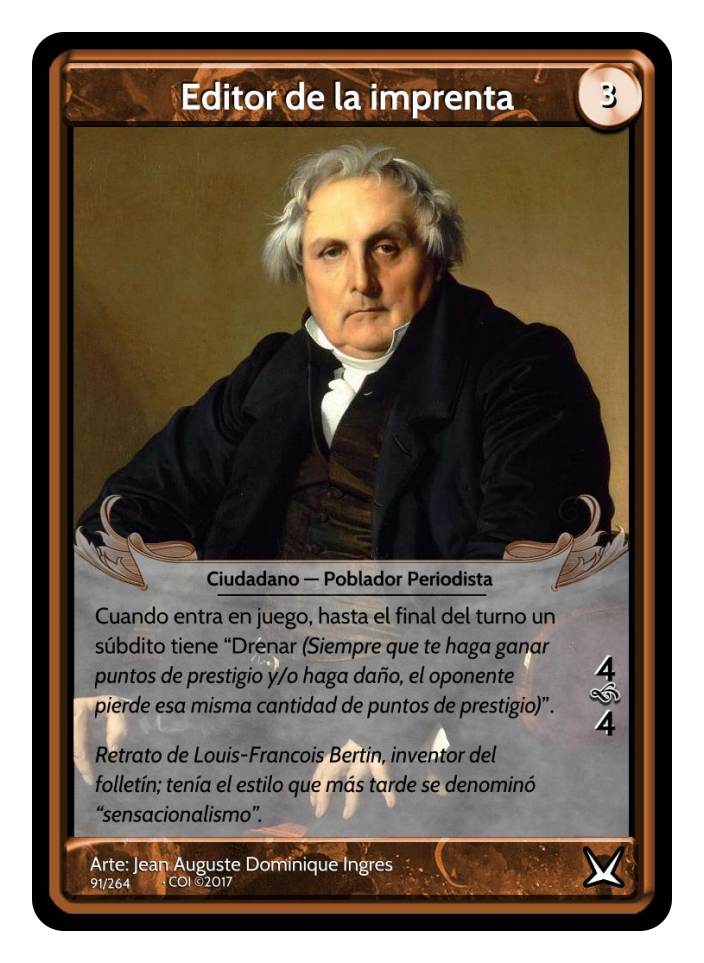 Editor de la imprenta
3
Ciudadano — Poblador Periodista
Cuando entra en juego, hasta el final del turno un
súbdito tiene “Drenar (Siempre que te haga ganar
puntos de prestigio y/o haga daño, el oponente
pierde esa misma cantidad de puntos de prestigio)”.
4
4
Retrato de Louis-Francois Bertin, inventor del
folletín; tenía el estilo que más tarde se denominó
“sensacionalismo”.
Arte: Jean Auguste Dominique Ingres
91/264 · COI ©2017